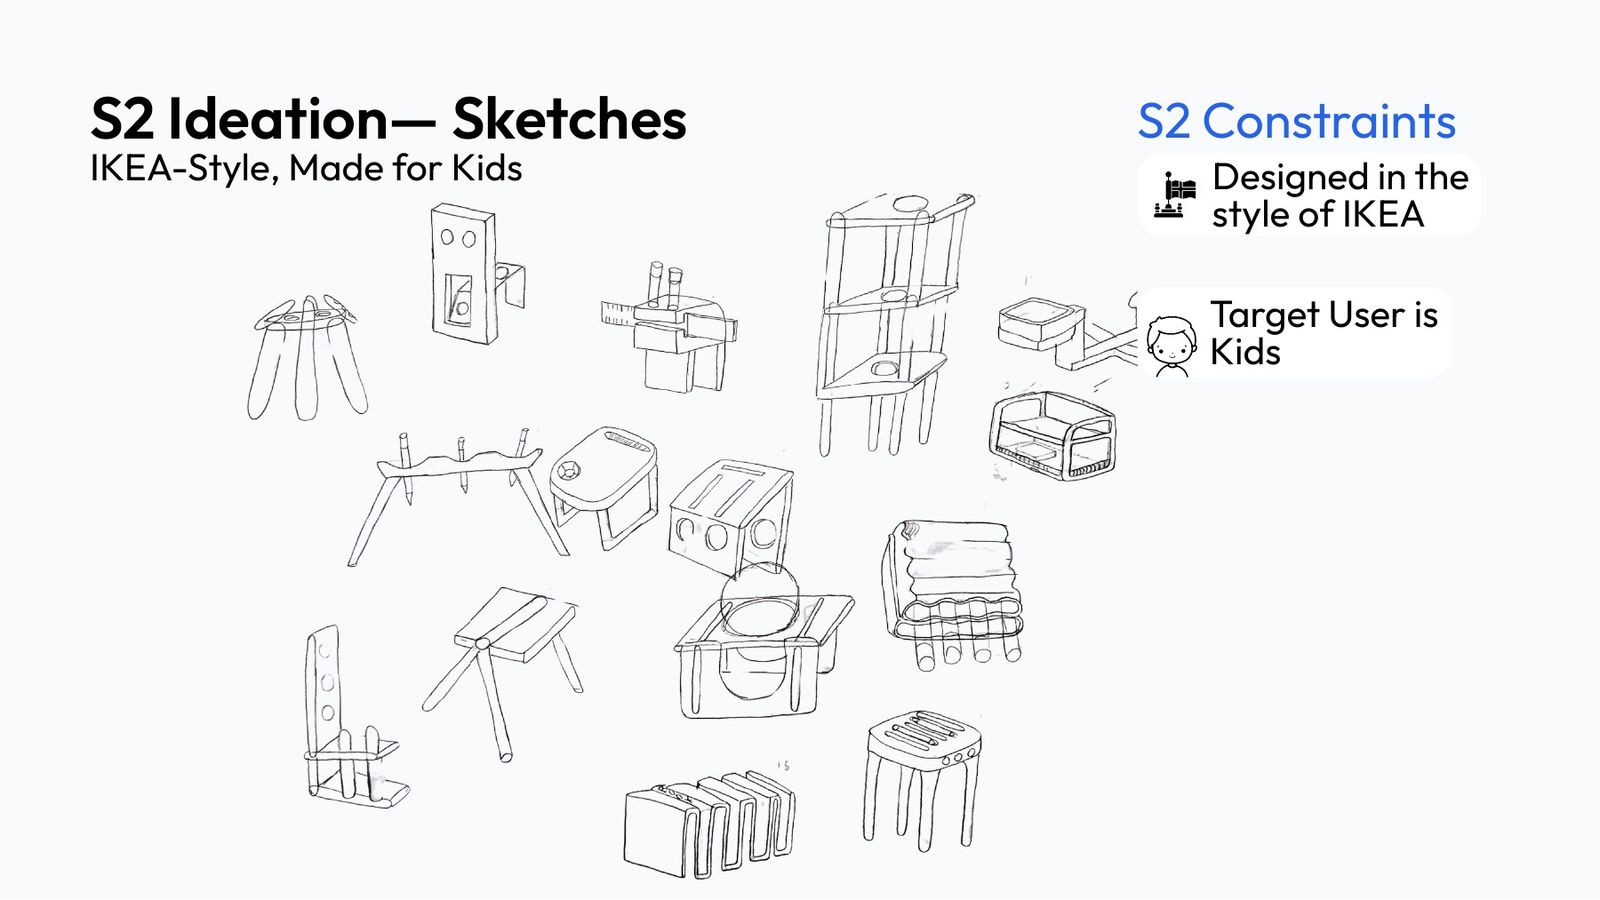 S2 Ideation— Sketches
IKEA-Style, Made for Kids
S2 Constraints
Designed in the
style of IKEA
Target User is
Kids